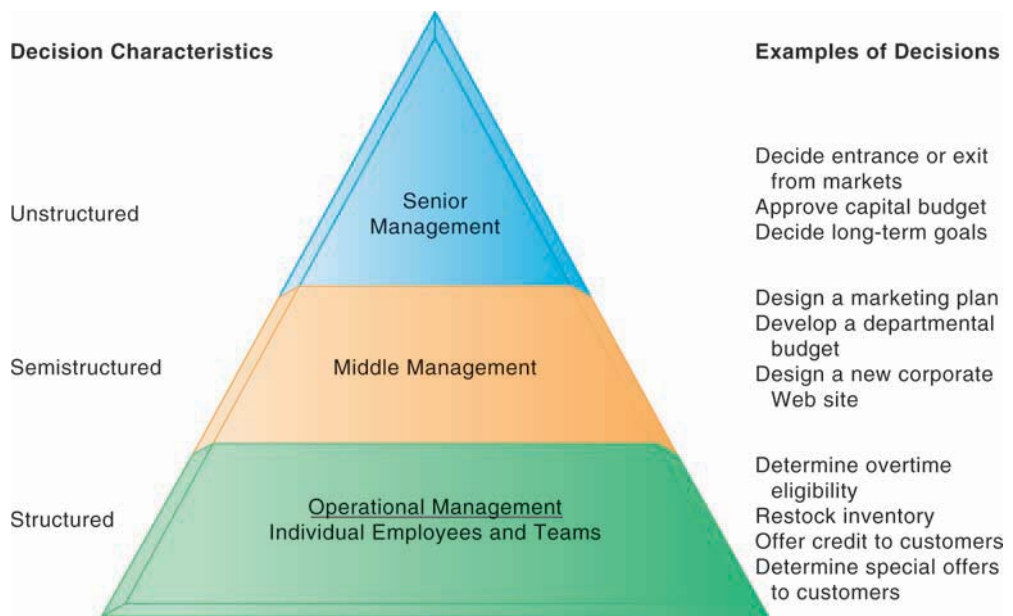 Decision Characteristics
Examples of Decisions
Unstructured
Senior
Management
Decide entrance or exit
from markets
Approve capital budget
Decide long-term goals
Semistructured
Middle Management
Design a marketing plan
Develop a departmental
budget
Design a new corporate
Web site
Structured
Operational Management
Individual Employees and Teams
Determine overtime
eligibility
Restock inventory
Offer credit to customers
Determine special offers
to customers